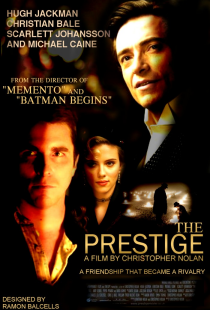 HUGH JACKMAN
CHRISTIAN BALE
SCARLETT JOHANSSON
AND MICHAEL CAINE
FROM THE DIRECTOR OF
"MEMENTO" AND
"BATMAN BEGINS"
THE
PRESTIGE
A FILM BY CHRISTOPHER NOLAN
A FRIENDSHIP THAT BECAME A RIVALRY
DESIGNED BY
RAMON BALCELLS